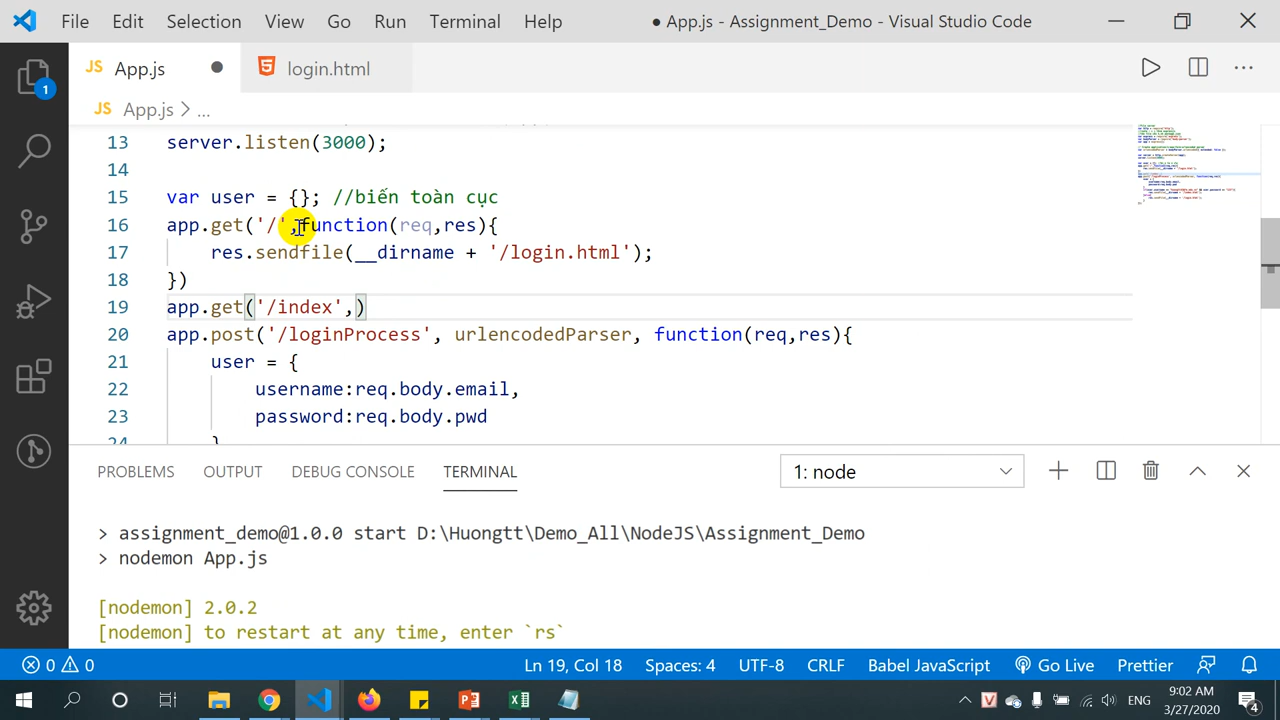 File Edit Selection View Go Run Terminal Help ● App.js - Assignment_Demo - Visual Studio Code
JS App.js ● login.html
JS App.js > ...
13 server.listen(3000);
14
15 var user = {}; //biến toàn cục
16 app.get('/',function(req,res){
17 res.sendfile(__dirname + '/login.html');
18 })
19 app.get('/index',)
20 app.post('/loginProcess', urlencodedParser, function(req,res){
21 user = {
22 username:req.body.email,
23 password:req.body.pwd
24 }
PROBLEMS OUTPUT DEBUG CONSOLE TERMINAL 1: node
> assignment_demo@1.0.0 start D:\Huongtt\Demo_All\NodeJS\Assignment_Demo
> nodemon App.js
[nodemon] 2.0.2
[nodemon] to restart at any time, enter `rs`
0 0 Ln 19, Col 18 Spaces: 4 UTF-8 CRLF Babel JavaScript Go Live Prettier
ENG 9:02 AM
3/27/2020 4